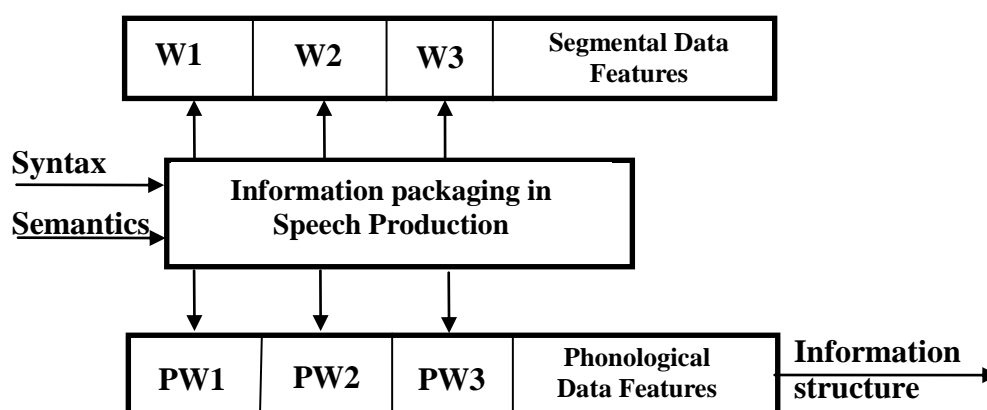 W1 W2 W3 Segmental Data
Features
Syntax
Semantics
Information packaging in
Speech Production
PW1 PW2 PW3 Phonological
Data Features
Information
structure